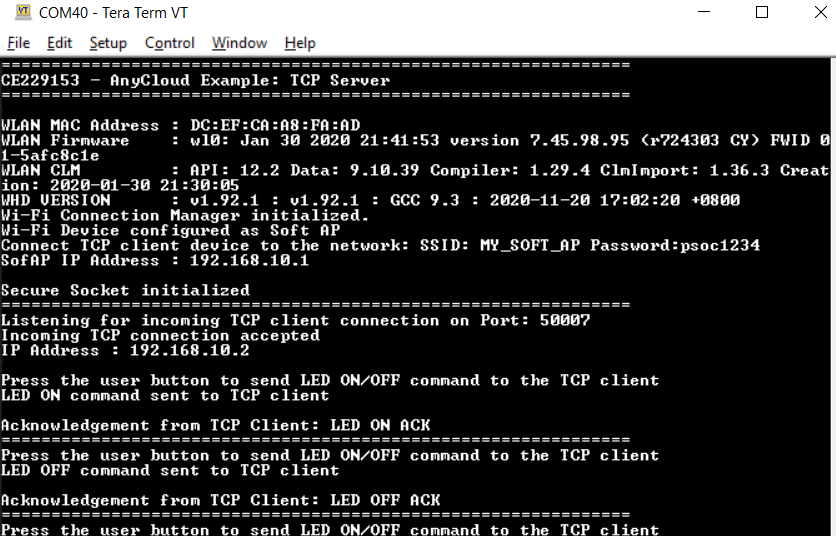 COM40 - Tera Term VT
File Edit Setup Control Window Help
===============================================================
CE229153 - AnyCloud Example: TCP Server
===============================================================
WLAN MAC Address : DC:EF:CA:A8:FA:AD
WLAN Firmware    : wl0: Jan 30 2020 21:41:53 version 7.45.98.95 (r724303 CY) FWID 0
1-5afc8c1e
WLAN CLM         : API: 12.2 Data: 9.10.39 Compiler: 1.29.4 ClmImport: 1.36.3 Creat
ion: 2020-01-30 21:30:05
WHD VERSION      : v1.92.1 : v1.92.1 : GCC 9.3 : 2020-11-20 17:02:20 +0800
Wi-Fi Connection Manager initialized.
Wi-Fi Device configured as Soft AP
Connect TCP client device to the network: SSID: MY_SOFT_AP Password:psoc1234
SofAP IP Address : 192.168.10.1
Secure Socket initialized
===============================================================
Listening for incoming TCP client connection on Port: 50007
Incoming TCP connection accepted
IP Address : 192.168.10.2
Press the user button to send LED ON/OFF command to the TCP client
LED ON command sent to TCP client
Acknowledgement from TCP Client: LED ON ACK
===============================================================
Press the user button to send LED ON/OFF command to the TCP client
LED OFF command sent to TCP client
Acknowledgement from TCP Client: LED OFF ACK
===============================================================
Press the user button to send LED ON/OFF command to the TCP client